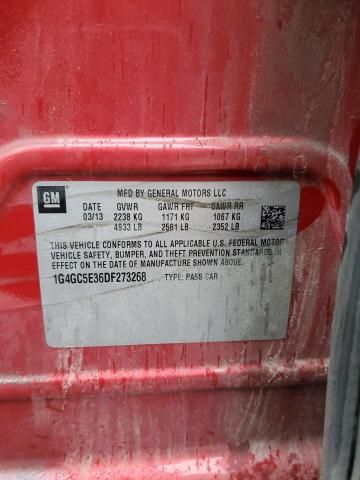 GM
MFD BY GENERAL MOTORS LLC
DATE GVWR GAWR FRT GAWR RR
03/13 2238 KG 1171 KG 1067 KG
4933 LB 2581 LB 2352 LB
THIS VEHICLE CONFORMS TO ALL APPLICABLE U.S. FEDERAL MOTOR
VEHICLE SAFETY, BUMPER, AND THEFT PREVENTION STANDARDS IN
EFFECT ON THE DATE OF MANUFACTURE SHOWN ABOVE.
1G4GC5E36DF273268 TYPE: PASS CAR